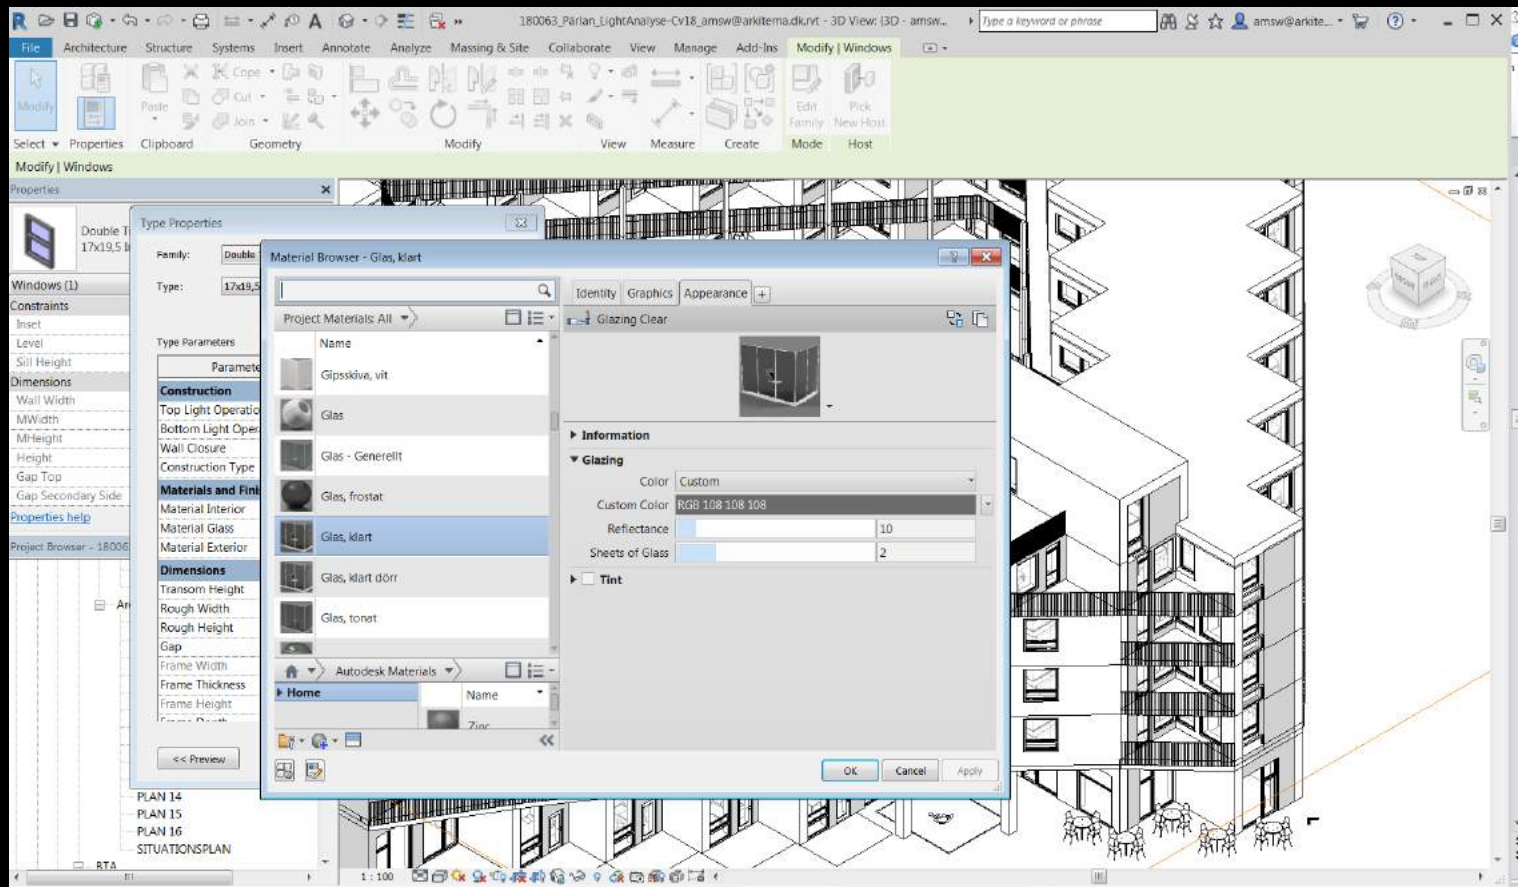 180063_Pärlan_LightAnalyse-Cv18_amsw@arkitema.dk.rvt - 3D View: {3D - amsw...
Type a keyword or phrase
amsw@arkite...
File Architecture Structure Systems Insert Annotate Analyze Massing & Site Collaborate View Manage Add-Ins Modify | Windows
Modify
Paste
Cope
Cut
Join
Edit Family
Pick New Host
Select Properties Clipboard Geometry Modify View Measure Create Mode Host
Modify | Windows
Properties
Double T
17x19,5
Windows (1)
Constraints
Inset
Level
Sill Height
Dimensions
Wall Width
MWidth
MHeight
Height
Gap Top
Gap Secondary Side
Properties help
Project Browser - 18006
PLAN 14
PLAN 15
PLAN 16
SITUATIONSPLAN
BTA
Type Properties
Family: Double
Type: 17x19,5
Type Parameters
Paramete
Construction
Top Light Operatio
Bottom Light Oper
Wall Closure
Construction Type
Materials and Fini
Material Interior
Material Glass
Material Exterior
Dimensions
Transom Height
Rough Width
Rough Height
Gap
Frame Width
Frame Thickness
Frame Height
Frame Depth
<< Preview
Material Browser - Glas, klart
Project Materials: All
Name
Gipsskiva, vit
Glas
Glas - Generellt
Glas, frostat
Glas, klart
Glas, klart dörr
Glas, tonat
Autodesk Materials
Home
Name
Zinc
Identity Graphics Appearance +
Glazing Clear
Information
Glazing
Color Custom
Custom Color RGB 108 108 108
Reflectance 10
Sheets of Glass 2
Tint
OK Cancel Apply
1 : 100